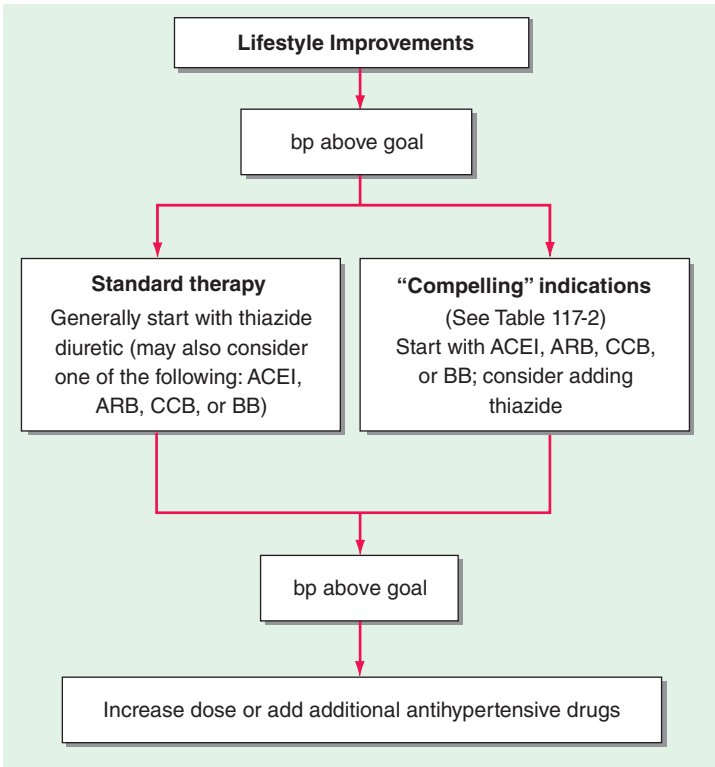 Lifestyle Improvements
bp above goal
Standard therapy
Generally start with thiazide
diuretic (may also consider
one of the following: ACEI,
ARB, CCB, or BB)
“Compelling” indications
(See Table 117-2)
Start with ACEI, ARB, CCB,
or BB; consider adding
thiazide
bp above goal
Increase dose or add additional antihypertensive drugs